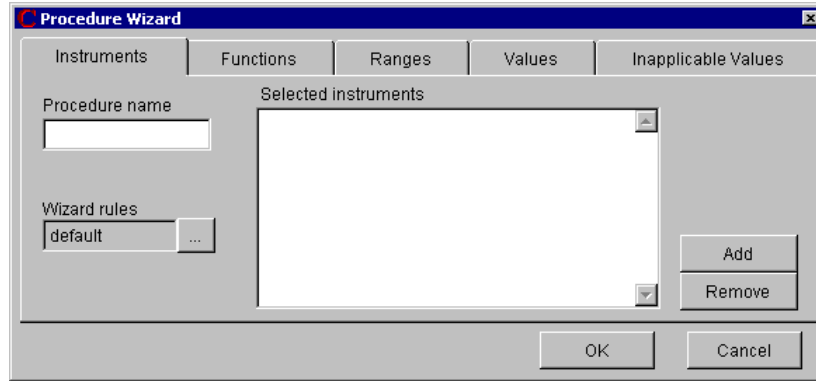 Procedure Wizard
Instruments Functions Ranges Values Inapplicable Values
Procedure name
Selected instruments
Wizard rules
default ...
Add
Remove
OK Cancel